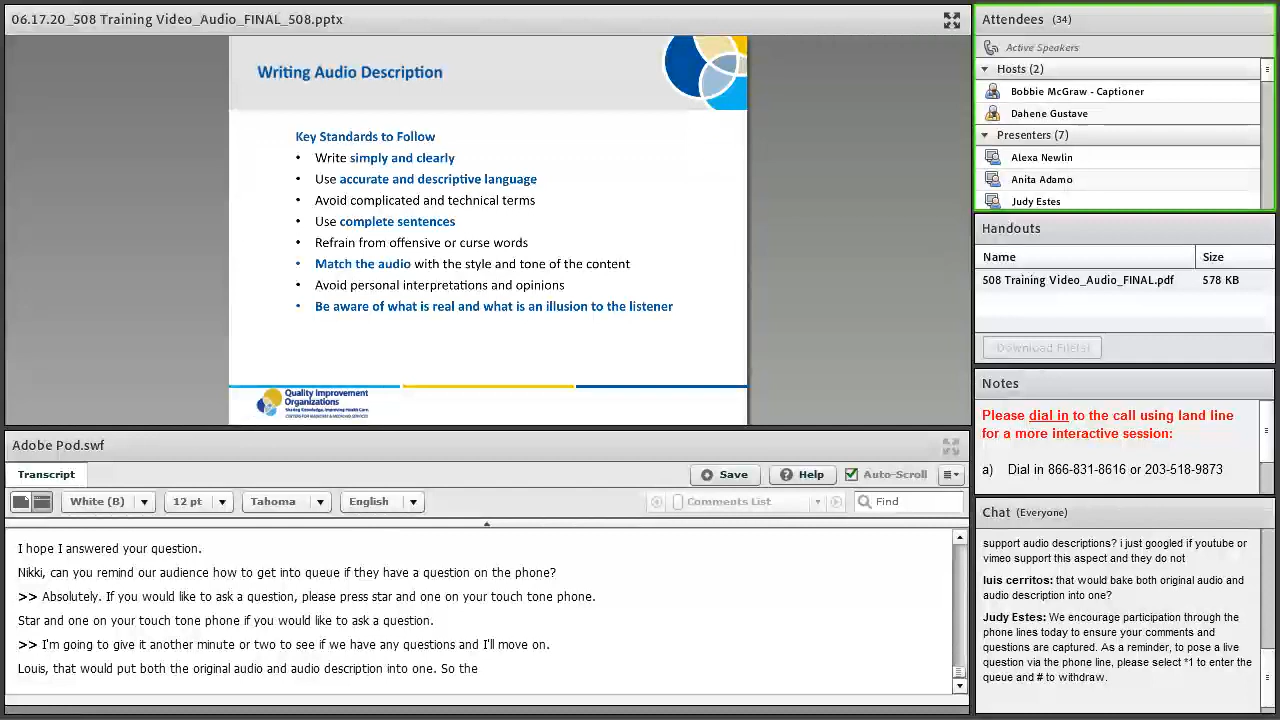 06.17.20_508 Training Video_Audio_FINAL_508.pptx
Writing Audio Description
Key Standards to Follow
• Write simply and clearly
• Use accurate and descriptive language
• Avoid complicated and technical terms
• Use complete sentences
• Refrain from offensive or curse words
• Match the audio with the style and tone of the content
• Avoid personal interpretations and opinions
• Be aware of what is real and what is an illusion to the listener
Quality Improvement
Organizations
Sharing Knowledge. Improving Health Care.
CENTERS FOR MEDICARE & MEDICAID SERVICES
Adobe Pod.swf
Transcript
Save
Help
Auto-Scroll
White (B)
12 pt
Tahoma
English
Comments List
Find
I hope I answered your question.
Nikki, can you remind our audience how to get into queue if they have a question on the phone?
>> Absolutely. If you would like to ask a question, please press star and one on your touch tone phone.
Star and one on your touch tone phone if you would like to ask a question.
>> I'm going to give it another minute or two to see if we have any questions and I'll move on.
Louis, that would put both the original audio and audio description into one. So the
Attendees (34)
Active Speakers
Hosts (2)
Bobbie McGraw - Captioner
Dahene Gustave
Presenters (7)
Alexa Newlin
Anita Adamo
Judy Estes
Handouts
Name Size
508 Training Video_Audio_FINAL.pdf 578 KB
Download File(s)
Notes
Please dial in to the call using land line
for a more interactive session:
a) Dial in 866-831-8616 or 203-518-9873
Chat (Everyone)
support audio descriptions? i just googled if youtube or
vimeo support this aspect and they do not
luis cerritos: that would bake both original audio and
audio description into one?
Judy Estes: We encourage participation through the
phone lines today to ensure your comments and
questions are captured. As a reminder, to pose a live
question via the phone line, please select *1 to enter the
queue and # to withdraw.